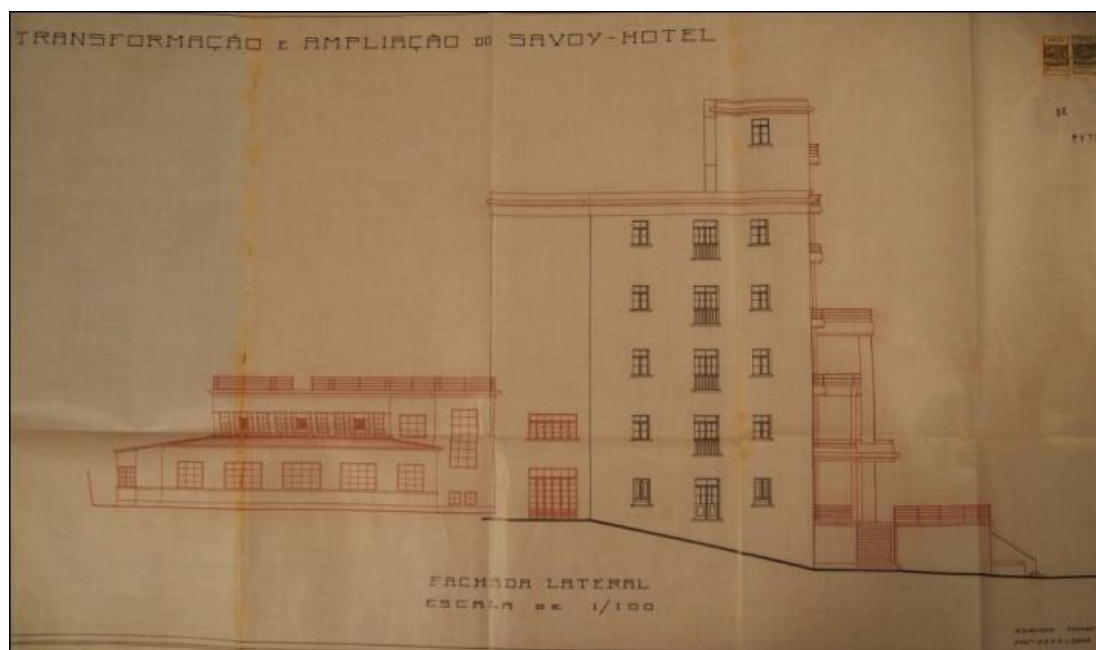 TRANSFORMAÇÃO E AMPLIAÇÃO DO SAVOY-HOTEL
FACHADA LATERAL
ESCALA DE 1/100